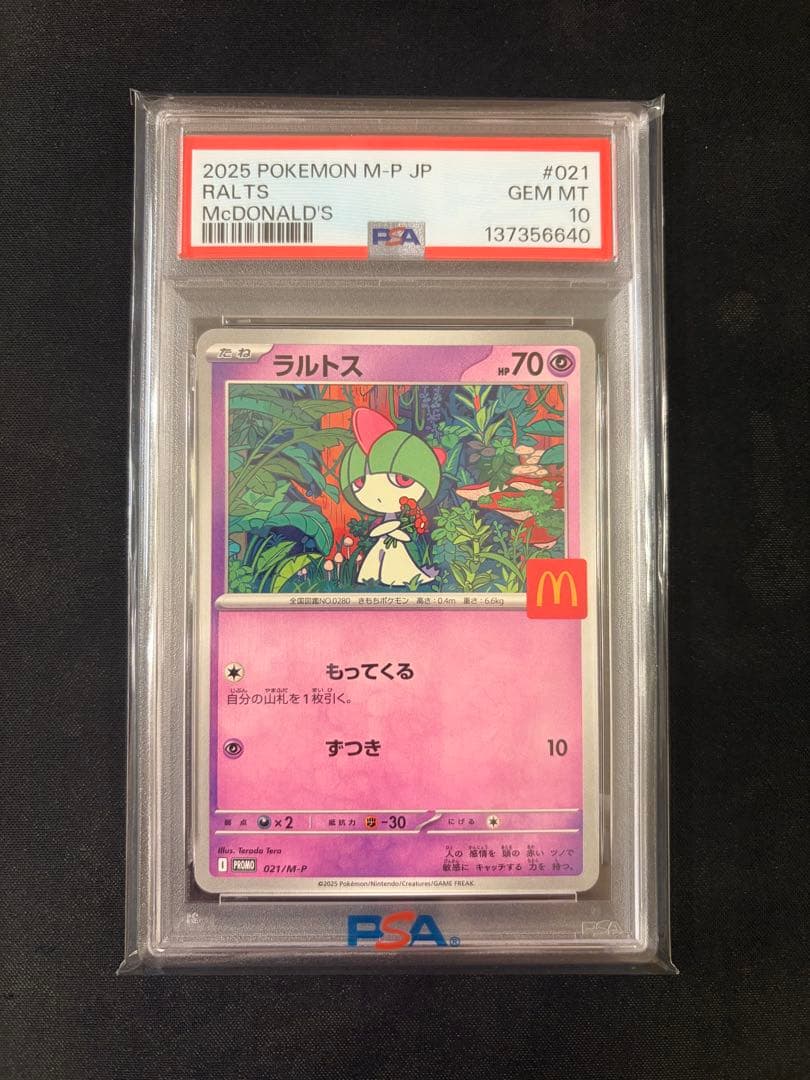 2025 POKEMON M-P JP #021
RALTS GEM MT
McDONALD'S 10
PSA 137356640
たね ラルトス HP70
全国図鑑NO.0280 きもちポケモン 高さ:0.4m 重さ:6.6kg
M
もってくる
自分の山札を1枚引く。
ずつき 10
弱点 ×2 抵抗力 -30 にげる
Illus. Terada Tera
人の感情を 頭の 赤い ツノで
敏感に キャッチする 力を 持つ。
I PROMO 021/M-P
©2025 Pokémon/Nintendo/Creatures/GAME FREAK.
PSA®
PSA